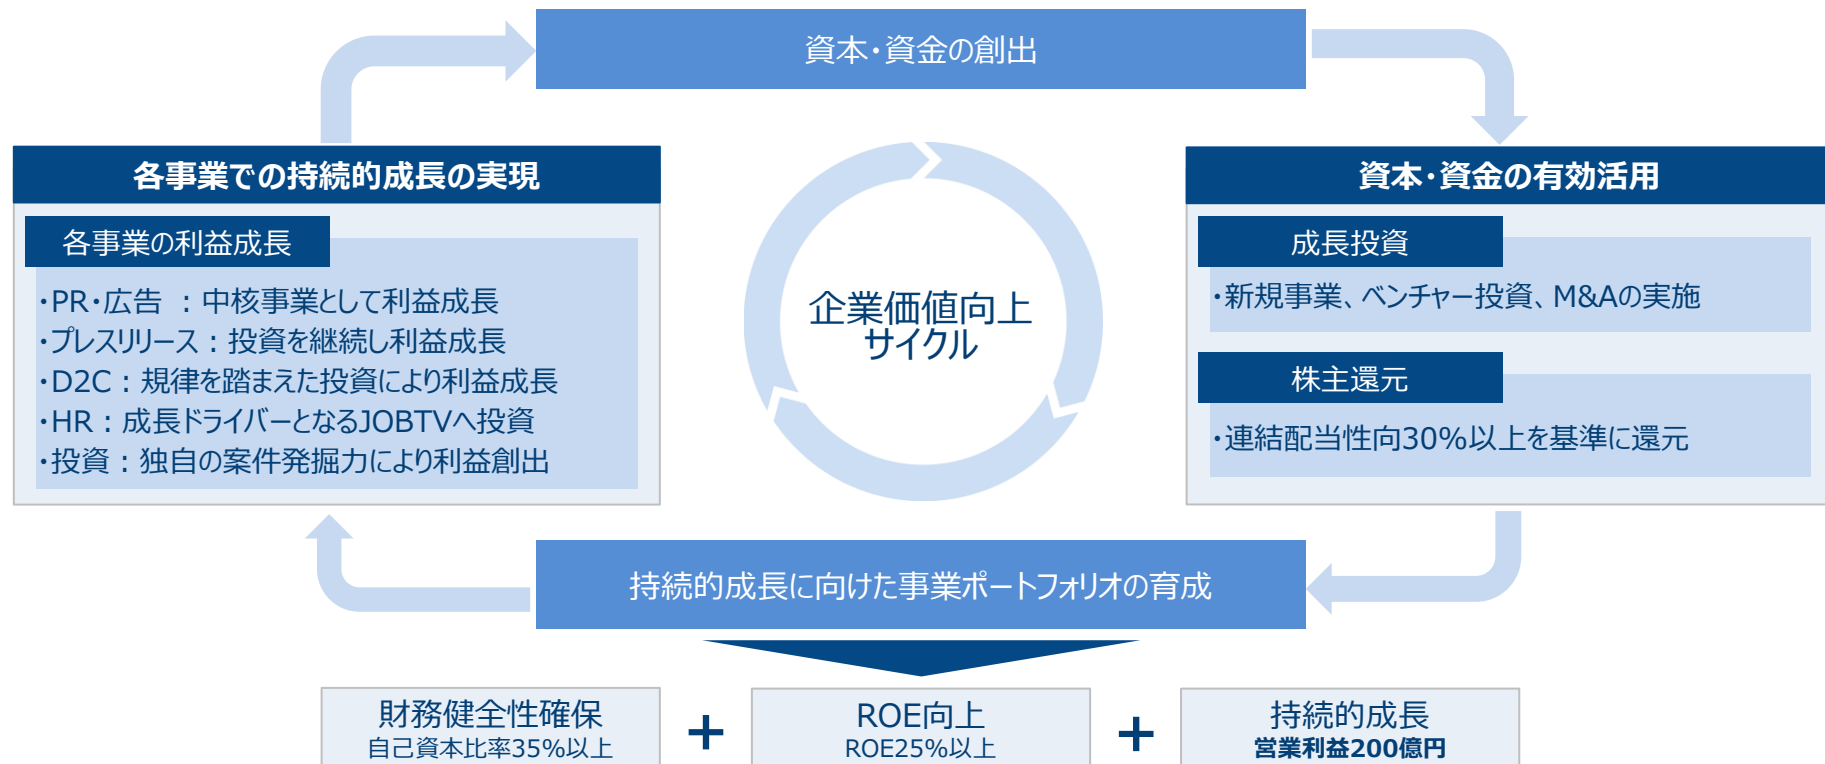 資本・資金の創出
各事業での持続的成長の実現
各事業の利益成長
・PR・広告 ：中核事業として利益成長
・プレスリリース：投資を継続し利益成長
・D2C：規律を踏まえた投資により利益成長
・HR：成長ドライバーとなるJOBTVへ投資
・投資：独自の案件発掘力により利益創出
企業価値向上
サイクル
資本・資金の有効活用
成長投資
・新規事業、ベンチャー投資、M&Aの実施
株主還元
・連結配当性向30%以上を基準に還元
持続的成長に向けた事業ポートフォリオの育成
財務健全性確保
自己資本比率35%以上
+
ROE向上
ROE25%以上
+
持続的成長
営業利益200億円